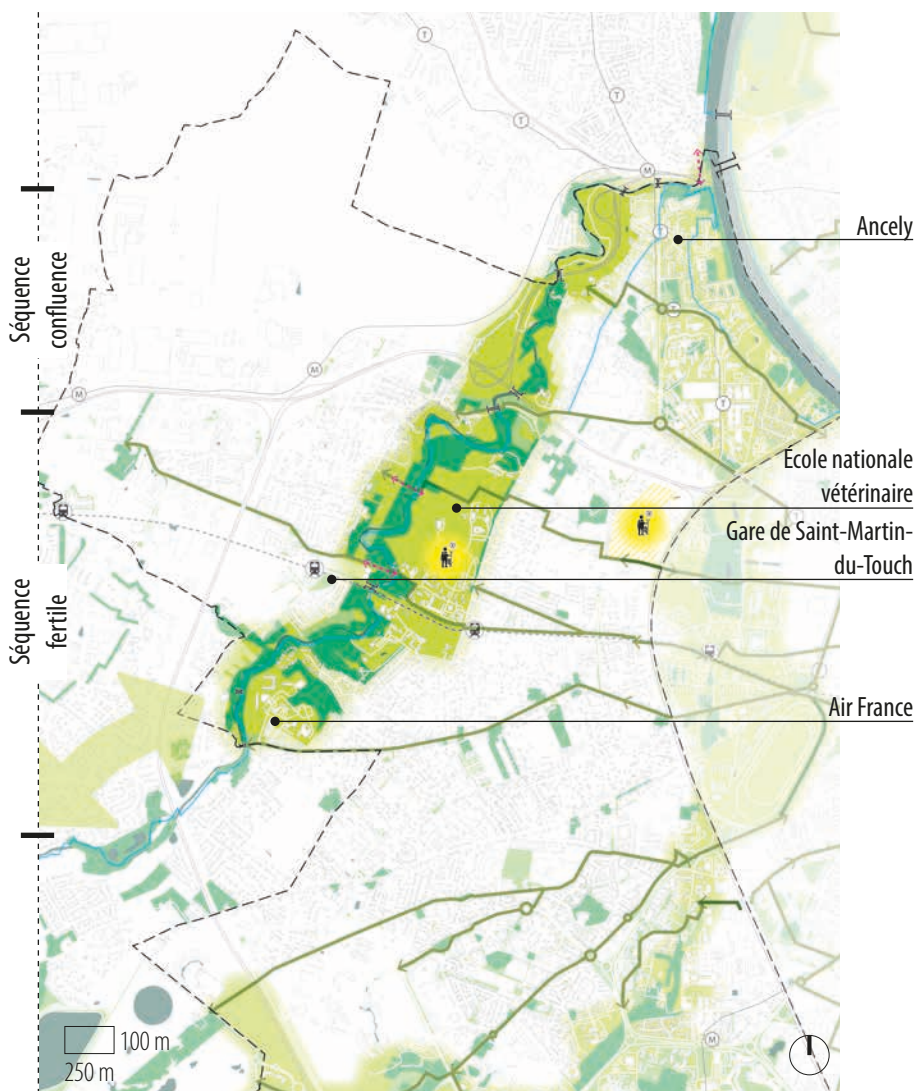 Séquence
confluence
Séquence
fertile
Ancely
École nationale
vétérinaire
Gare de Saint-Martin-
du-Touch
Air France
T
T
T
T
M
T
T
M
M
T
M
100 m
250 m